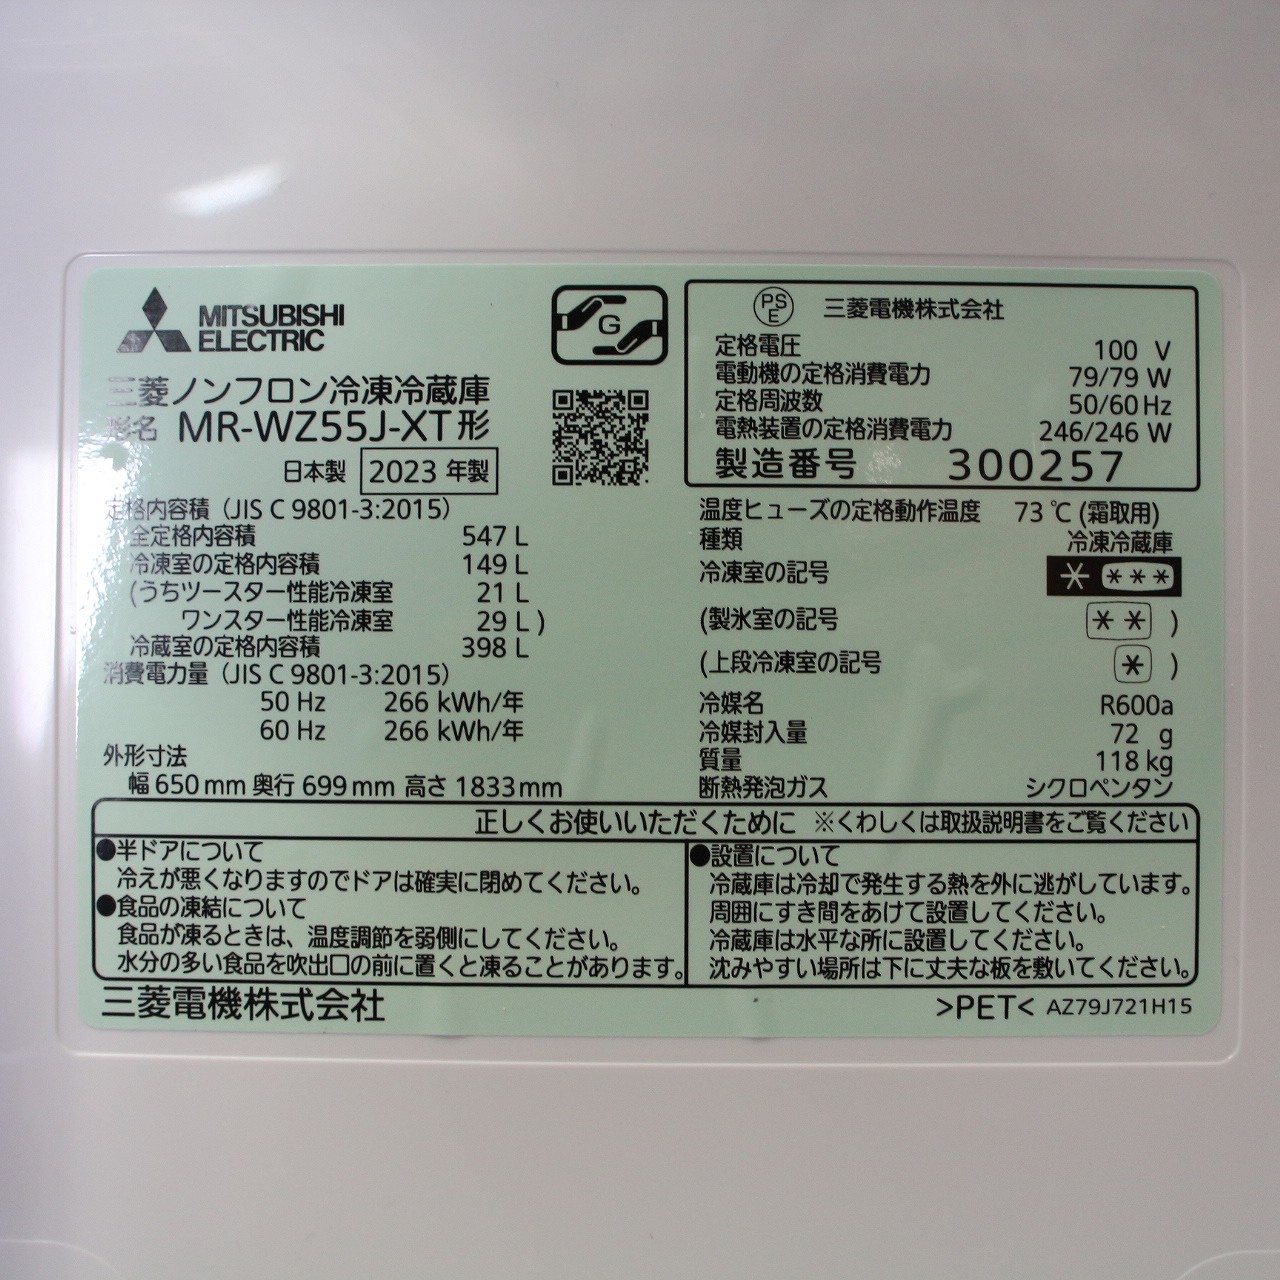 MITSUBISHI
ELECTRIC
G
三菱ノンフロン冷凍冷蔵庫
形名 MR-WZ55J-XT形
日本製 2023 年製
定格内容積（JIS C 9801-3:2015）
全定格内容積 547 L
冷凍室の定格内容積 149 L
(うちツースター性能冷凍室 21 L
ワンスター性能冷凍室 29 L )
冷蔵室の定格内容積 398 L
消費電力量（JIS C 9801-3:2015）
50 Hz 266 kWh/年
60 Hz 266 kWh/年
外形寸法
幅 650 mm 奥行 699 mm 高さ 1833 mm
PSE 三菱電機株式会社
定格電圧 100 V
電動機の定格消費電力 79/79 W
定格周波数 50/60 Hz
電熱装置の定格消費電力 246/246 W
製造番号 300257
温度ヒューズの定格動作温度 73 ℃ (霜取用)
種類 冷凍冷蔵庫
冷凍室の記号 * ***
(製氷室の記号 ** )
(上段冷凍室の記号 * )
冷媒名 R600a
冷媒封入量 72 g
質量 118 kg
断熱発泡ガス シクロペンタン
正しくお使いいただくために ※くわしくは取扱説明書をご覧ください
●半ドアについて
冷えが悪くなりますのでドアは確実に閉めてください。
●食品の凍結について
食品が凍るときは、温度調節を弱側にしてください。
水分の多い食品を吹出口の前に置くと凍ることがあります。
●設置について
冷蔵庫は冷却で発生する熱を外に逃がしています。
周囲にすき間をあけて設置してください。
冷蔵庫は水平な所に設置してください。
沈みやすい場所は下に丈夫な板を敷いてください。
三菱電機株式会社
>PET< AZ79J721H15